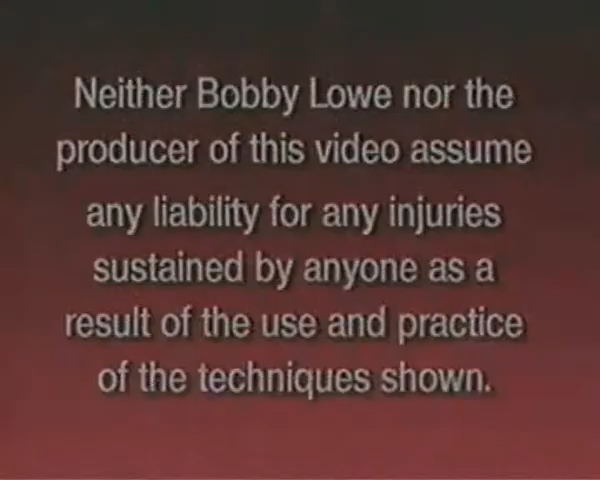 Neither Bobby Lowe nor the
producer of this video assume
any liability for any injuries
sustained by anyone as a
result of the use and practice
of the techniques shown.